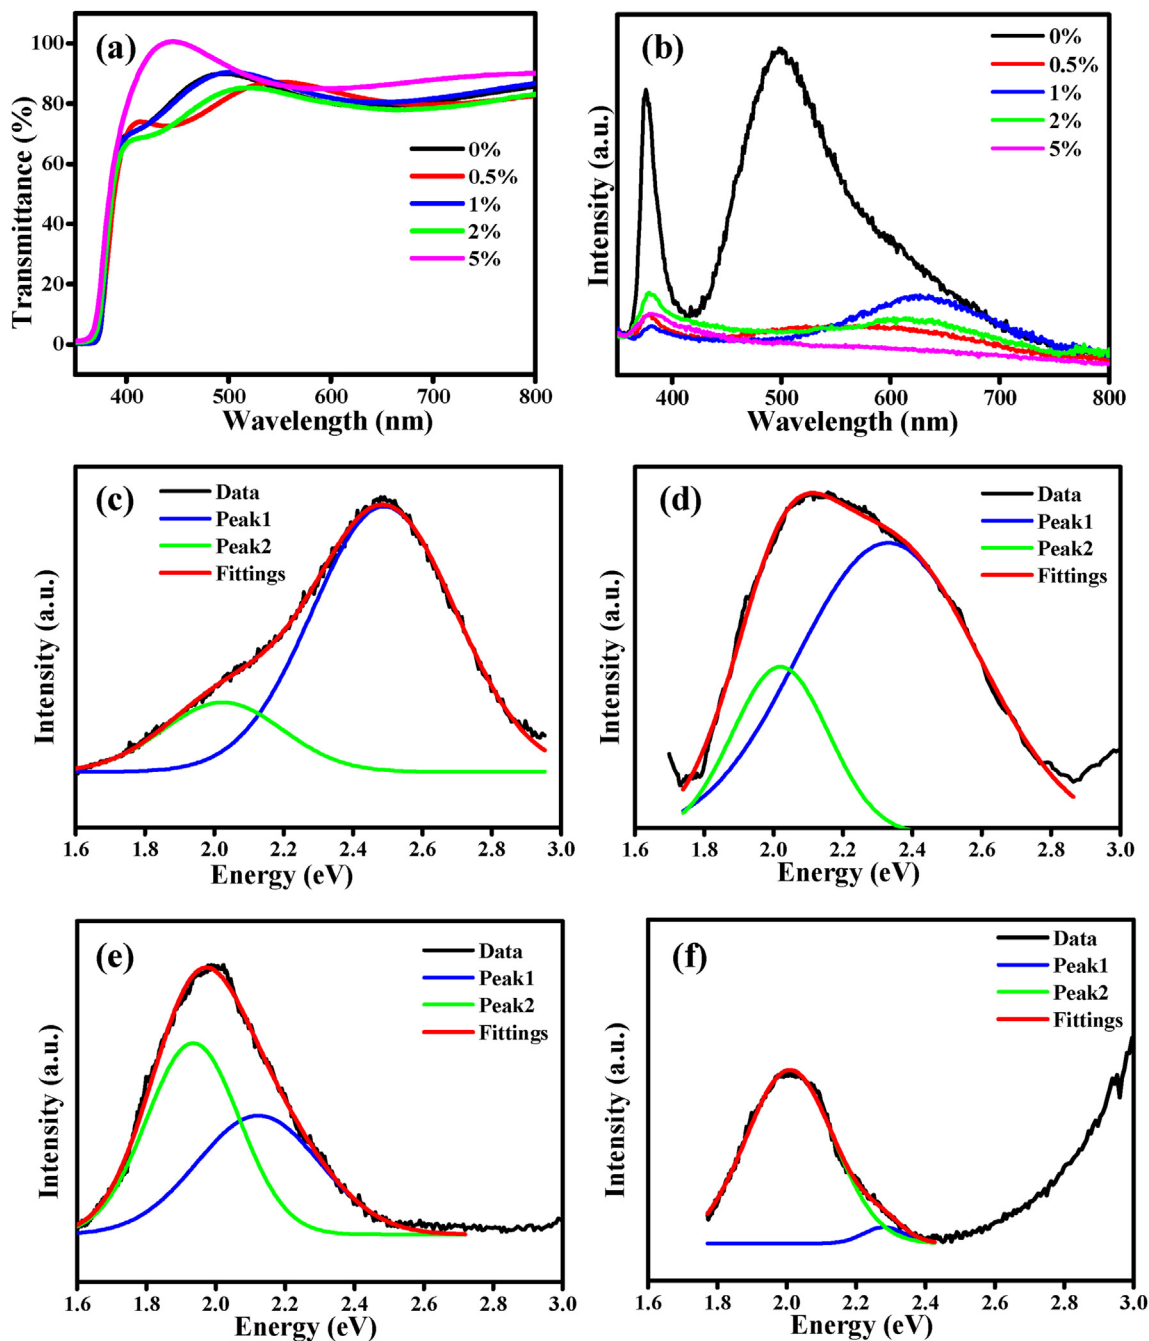 (a)
Transmittance (%)
100
80
60
40
20
0
0%
0.5%
1%
2%
5%
400 500 600 700 800
Wavelength (nm)
(b)
Intensity (a.u.)
0%
0.5%
1%
2%
5%
400 500 600 700 800
Wavelength (nm)
(c)
Intensity (a.u.)
Data
Peak1
Peak2
Fittings
1.6 1.8 2.0 2.2 2.4 2.6 2.8 3.0
Energy (eV)
(d)
Intensity (a.u.)
Data
Peak1
Peak2
Fittings
1.6 1.8 2.0 2.2 2.4 2.6 2.8 3.0
Energy (eV)
(e)
Intensity (a.u.)
Data
Peak1
Peak2
Fittings
1.6 1.8 2.0 2.2 2.4 2.6 2.8 3.0
Energy (eV)
(f)
Intensity (a.u.)
Data
Peak1
Peak2
Fittings
1.6 1.8 2.0 2.2 2.4 2.6 2.8 3.0
Energy (eV)